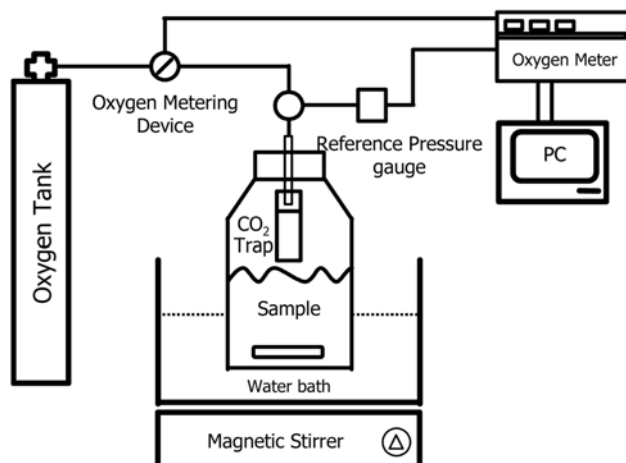 Oxygen Meter
Oxygen Metering
Device
Reference Pressure
gauge
PC
Oxygen Tank
CO₂
Trap
Sample
Water bath
Magnetic Stirrer